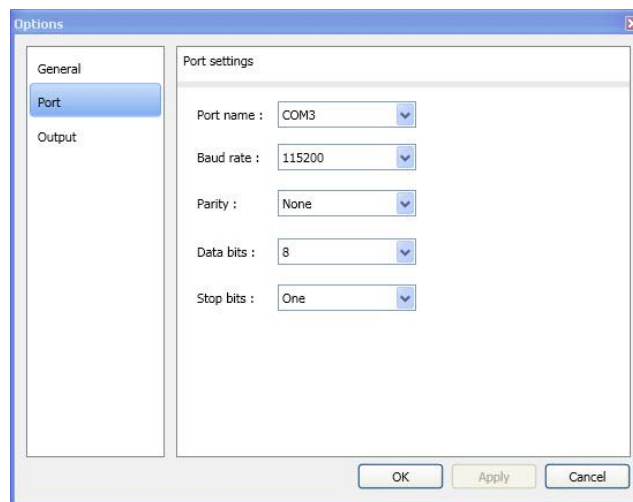 Options
General
Port
Output
Port settings
Port name : COM3
Baud rate : 115200
Parity : None
Data bits : 8
Stop bits : One
OK Apply Cancel